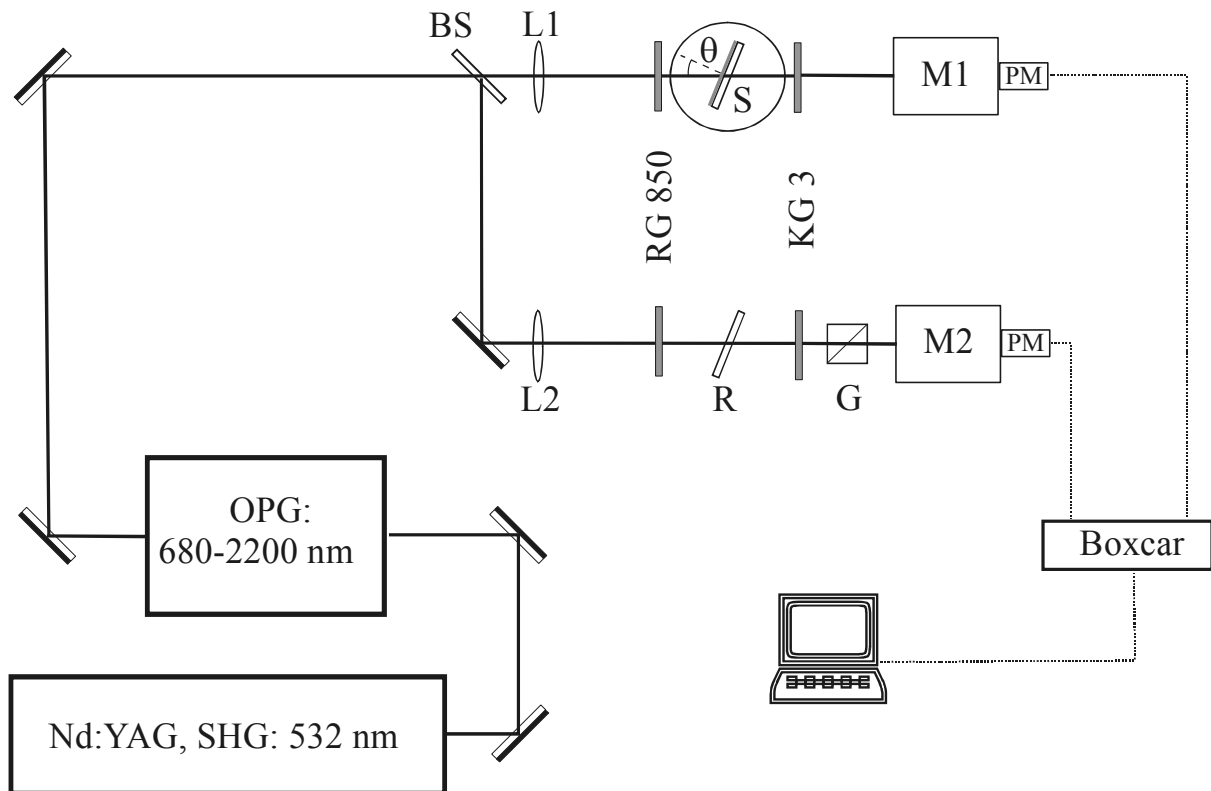 BS
L1
θ
S
M1
PM
RG 850
KG 3
L2
R
G
M2
PM
OPG:
680-2200 nm
Boxcar
Nd:YAG, SHG: 532 nm